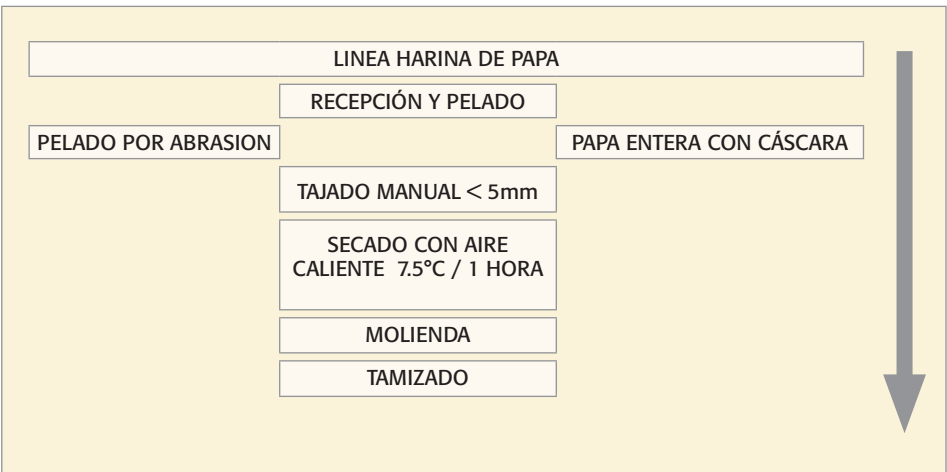 LINEA HARINA DE PAPA
RECEPCIÓN Y PELADO
PELADO POR ABRASION
PAPA ENTERA CON CÁSCARA
TAJADO MANUAL < 5mm
SECADO CON AIRE
CALIENTE 7.5°C / 1 HORA
MOLIENDA
TAMIZADO